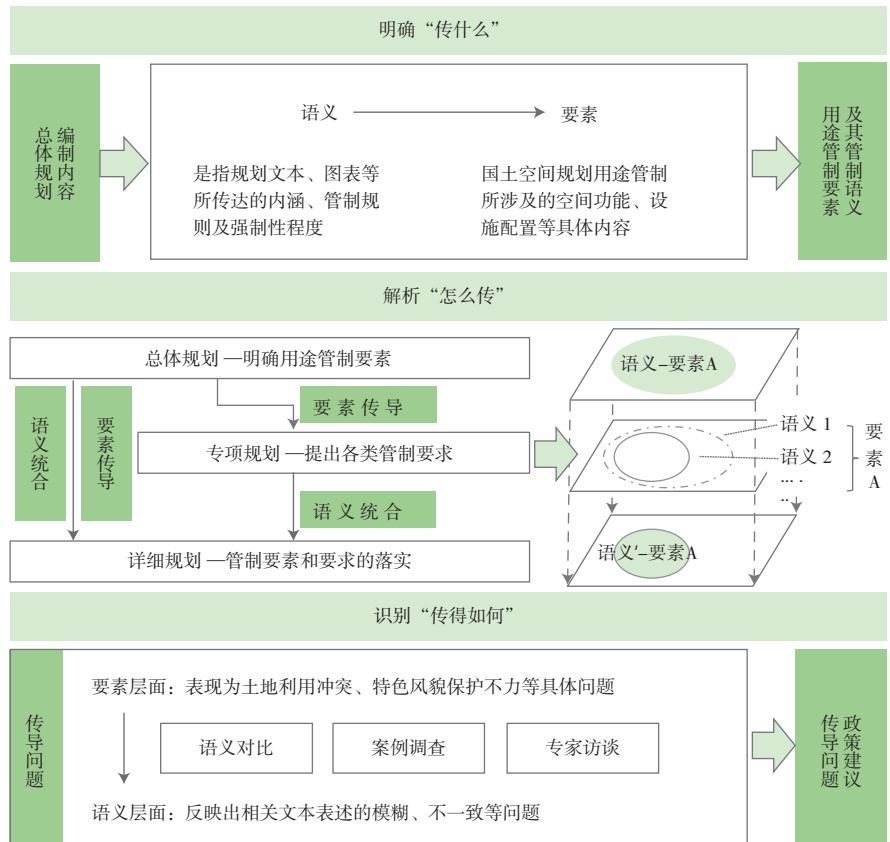 明确“传什么”
总体规划
编制内容
语义
要素
是指规划文本、图表等
所传达的内涵、管制规
则及强制性程度
国土空间规划用途管制
所涉及的空间功能、设
施配置等具体内容
用途管制要素
及其管制语义
解析“怎么传”
总体规划—明确用途管制要素
语义统合
要素传导
要素传导
专项规划—提出各类管制要求
语义统合
详细规划—管制要素和要求的落实
语义–要素A
语义 1
语义 2
... .
..
要素A
语义′–要素A
识别“传得如何”
传导问题
要素层面：表现为土地利用冲突、特色风貌保护不力等具体问题
语义对比
案例调查
专家访谈
语义层面：反映出相关文本表述的模糊、不一致等问题
传导问题
政策建议